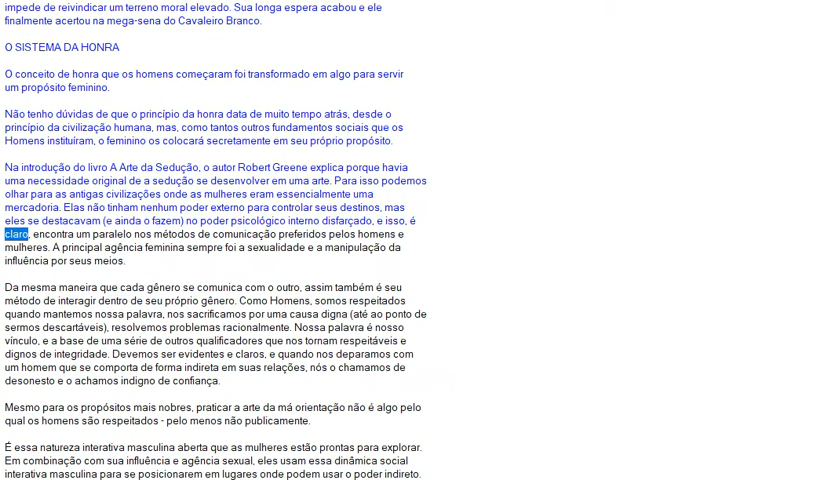 impede de reivindicar um terreno moral elevado. Sua longa espera acabou e ele
finalmente acertou na mega-sena do Cavaleiro Branco.
O SISTEMA DA HONRA
O conceito de honra que os homens começaram foi transformado em algo para servir
um propósito feminino.
Não tenho dúvidas de que o princípio da honra data de muito tempo atrás, desde o
princípio da civilização humana, mas, como tantos outros fundamentos sociais que os
Homens instituíram, o feminino os colocará secretamente em seu próprio propósito.
Na introdução do livro A Arte da Sedução, o autor Robert Greene explica porque havia
uma necessidade original de a sedução se desenvolver em uma arte. Para isso podemos
olhar para as antigas civilizações onde as mulheres eram essencialmente uma
mercadoria. Elas não tinham nenhum poder externo para controlar seus destinos, mas
eles se destacavam (e ainda o fazem) no poder psicológico interno disfarçado, e isso, é
claro, encontra um paralelo nos métodos de comunicação preferidos pelos homens e
mulheres. A principal agência feminina sempre foi a sexualidade e a manipulação da
influência por seus meios.
Da mesma maneira que cada gênero se comunica com o outro, assim também é seu
método de interagir dentro de seu próprio gênero. Como Homens, somos respeitados
quando mantemos nossa palavra, nos sacrificamos por uma causa digna (até ao ponto de
sermos descartáveis), resolvemos problemas racionalmente. Nossa palavra é nosso
vínculo, e a base de uma série de outros qualificadores que nos tornam respeitáveis e
dignos de integridade. Devemos ser evidentes e claros, e quando nos deparamos com
um homem que se comporta de forma indireta em suas relações, nós o chamamos de
desonesto e o achamos indigno de confiança.
Mesmo para os propósitos mais nobres, praticar a arte da má orientação não é algo pelo
qual os homens são respeitados - pelo menos não publicamente.
É essa natureza interativa masculina aberta que as mulheres estão prontas para explorar.
Em combinação com sua influência e agência sexual, eles usam essa dinâmica social
interativa masculina para se posicionarem em lugares onde podem usar o poder indireto.